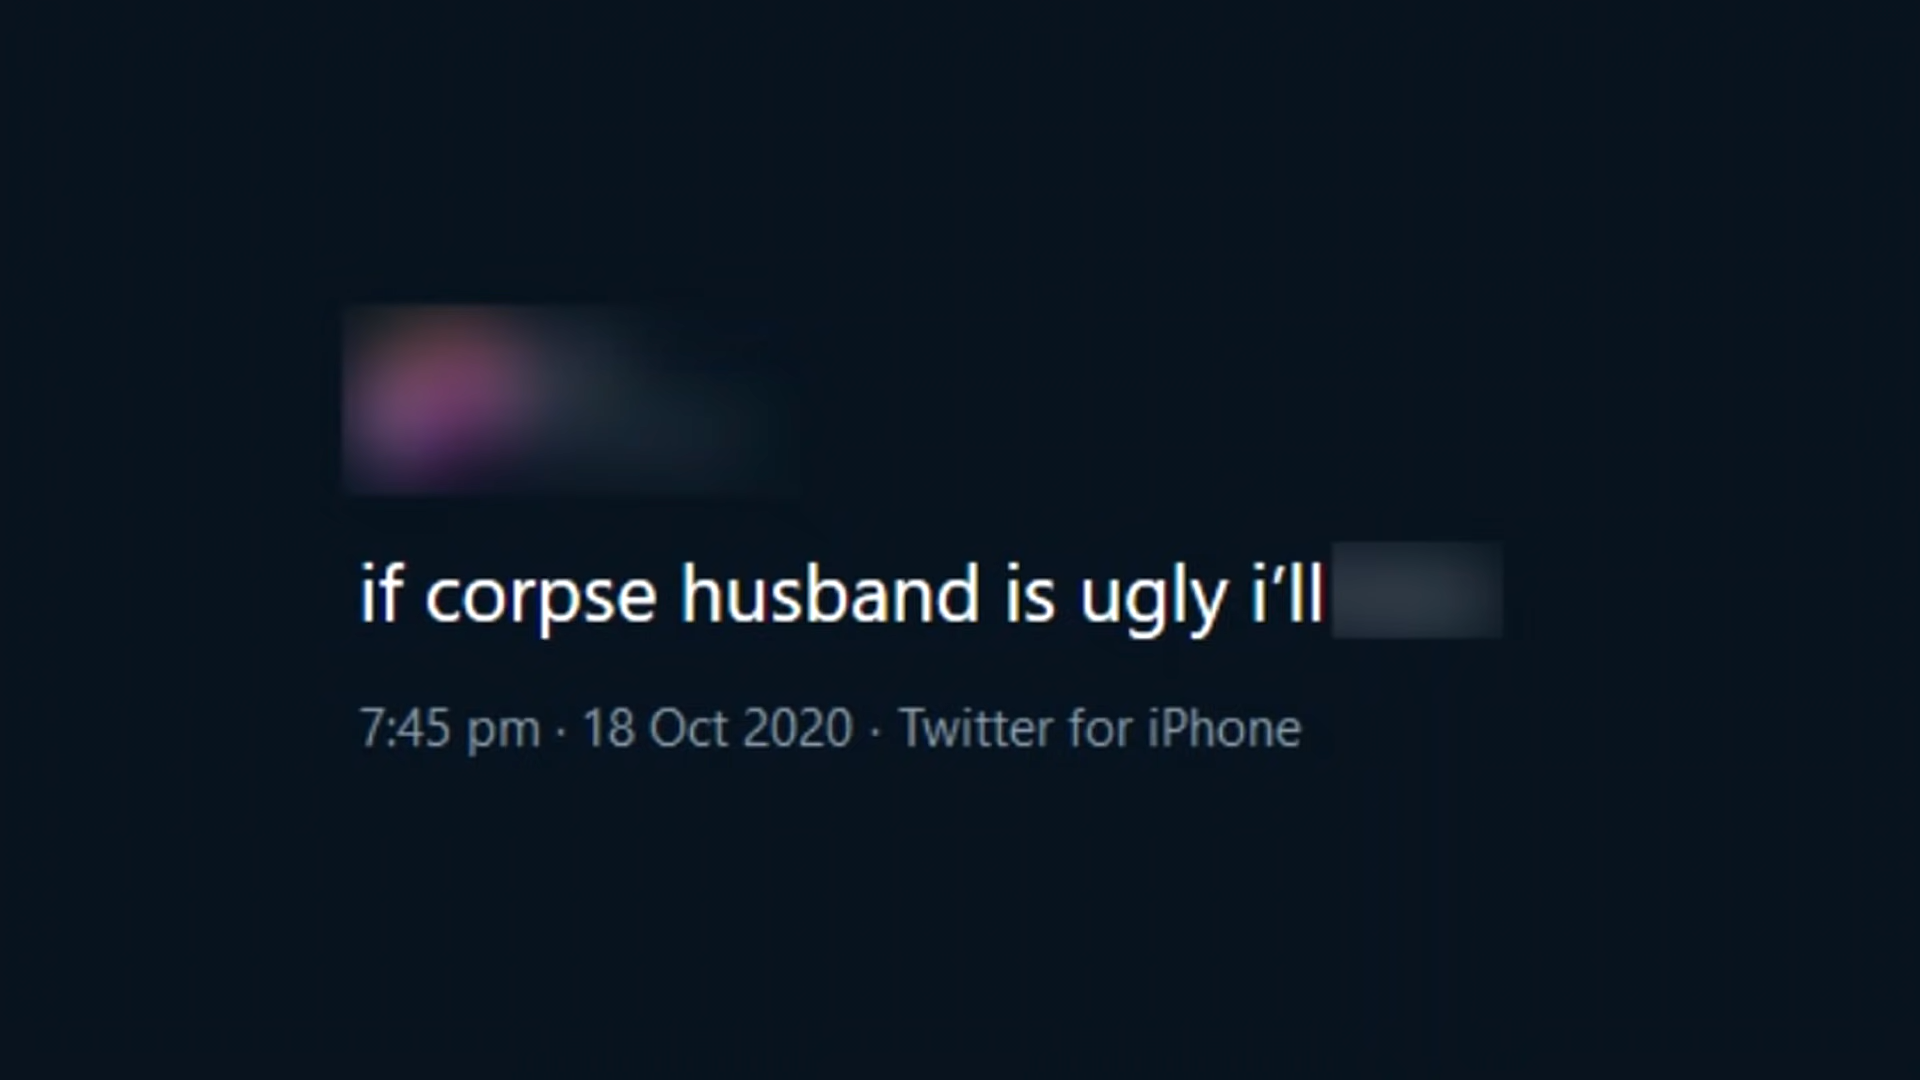 if corpse husband is ugly i’ll
7:45 pm · 18 Oct 2020 · Twitter for iPhone